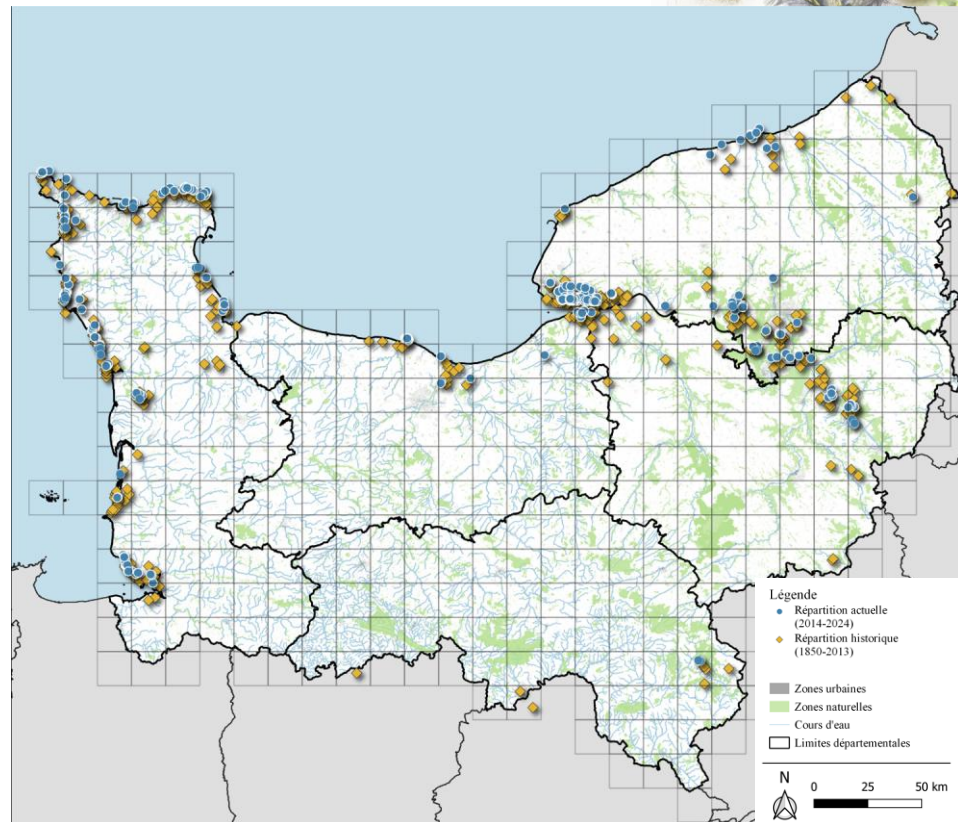 Légende
Répartition actuelle
(2014-2024)
Répartition historique
(1850-2013)
Zones urbaines
Zones naturelles
Cours d'eau
Limites départementales
N
0 25 50 km